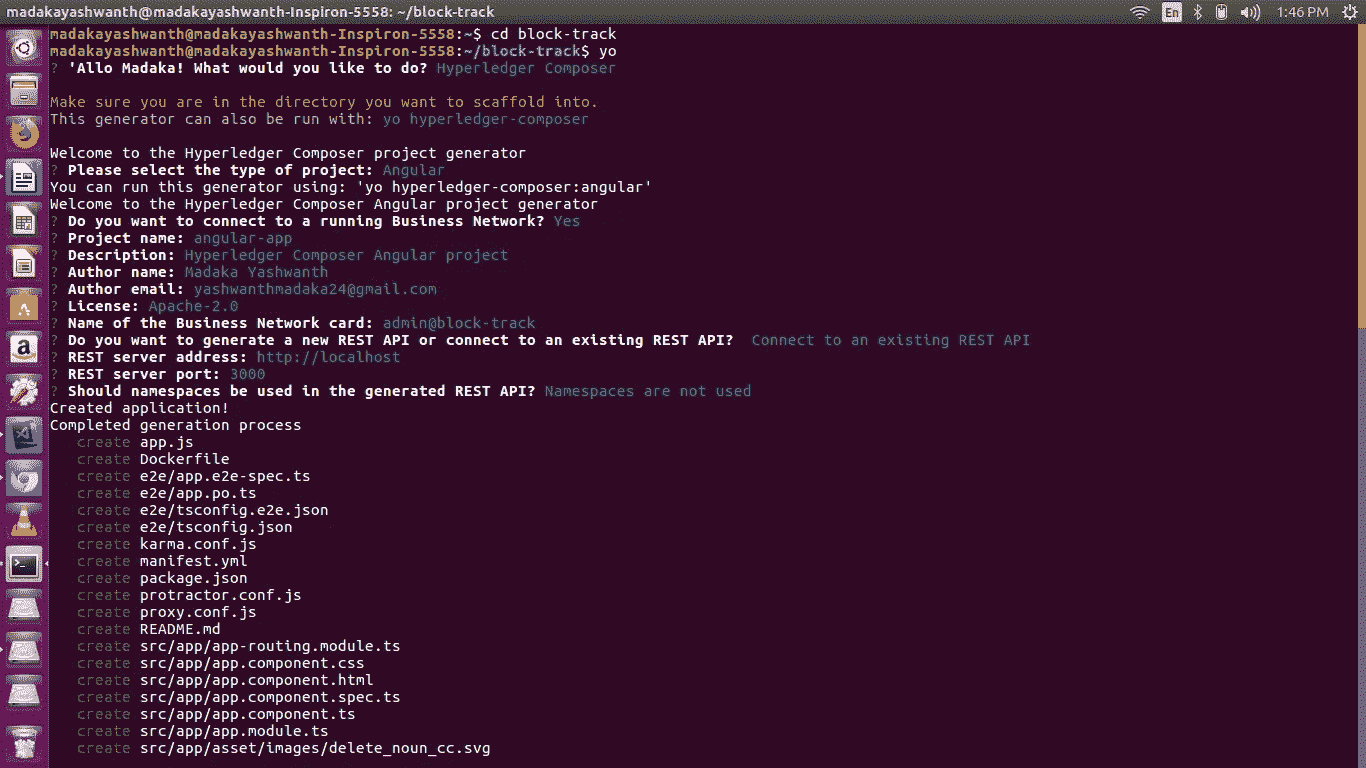 madakayashwanth@madakayashwanth-Inspiron-5558: ~/block-track
En
1:46 PM
madakayashwanth@madakayashwanth-Inspiron-5558:~$ cd block-track
madakayashwanth@madakayashwanth-Inspiron-5558:~/block-track$ yo
? 'Allo Madaka! What would you like to do? Hyperledger Composer
Make sure you are in the directory you want to scaffold into.
This generator can also be run with: yo hyperledger-composer
Welcome to the Hyperledger Composer project generator
? Please select the type of project: Angular
You can run this generator using: 'yo hyperledger-composer:angular'
Welcome to the Hyperledger Composer Angular project generator
? Do you want to connect to a running Business Network? Yes
? Project name: angular-app
? Description: Hyperledger Composer Angular project
? Author name: Madaka Yashwanth
? Author email: yashwanthmadaka24@gmail.com
? License: Apache-2.0
? Name of the Business Network card: admin@block-track
? Do you want to generate a new REST API or connect to an existing REST API?  Connect to an existing REST API
? REST server address: http://localhost
? REST server port: 3000
? Should namespaces be used in the generated REST API? Namespaces are not used
Created application!
Completed generation process
create app.js
create Dockerfile
create e2e/app.e2e-spec.ts
create e2e/app.po.ts
create e2e/tsconfig.e2e.json
create e2e/tsconfig.json
create karma.conf.js
create manifest.yml
create package.json
create protractor.conf.js
create proxy.conf.js
create README.md
create src/app/app-routing.module.ts
create src/app/app.component.css
create src/app/app.component.html
create src/app/app.component.spec.ts
create src/app/app.component.ts
create src/app/app.module.ts
create src/app/asset/images/delete_noun_cc.svg